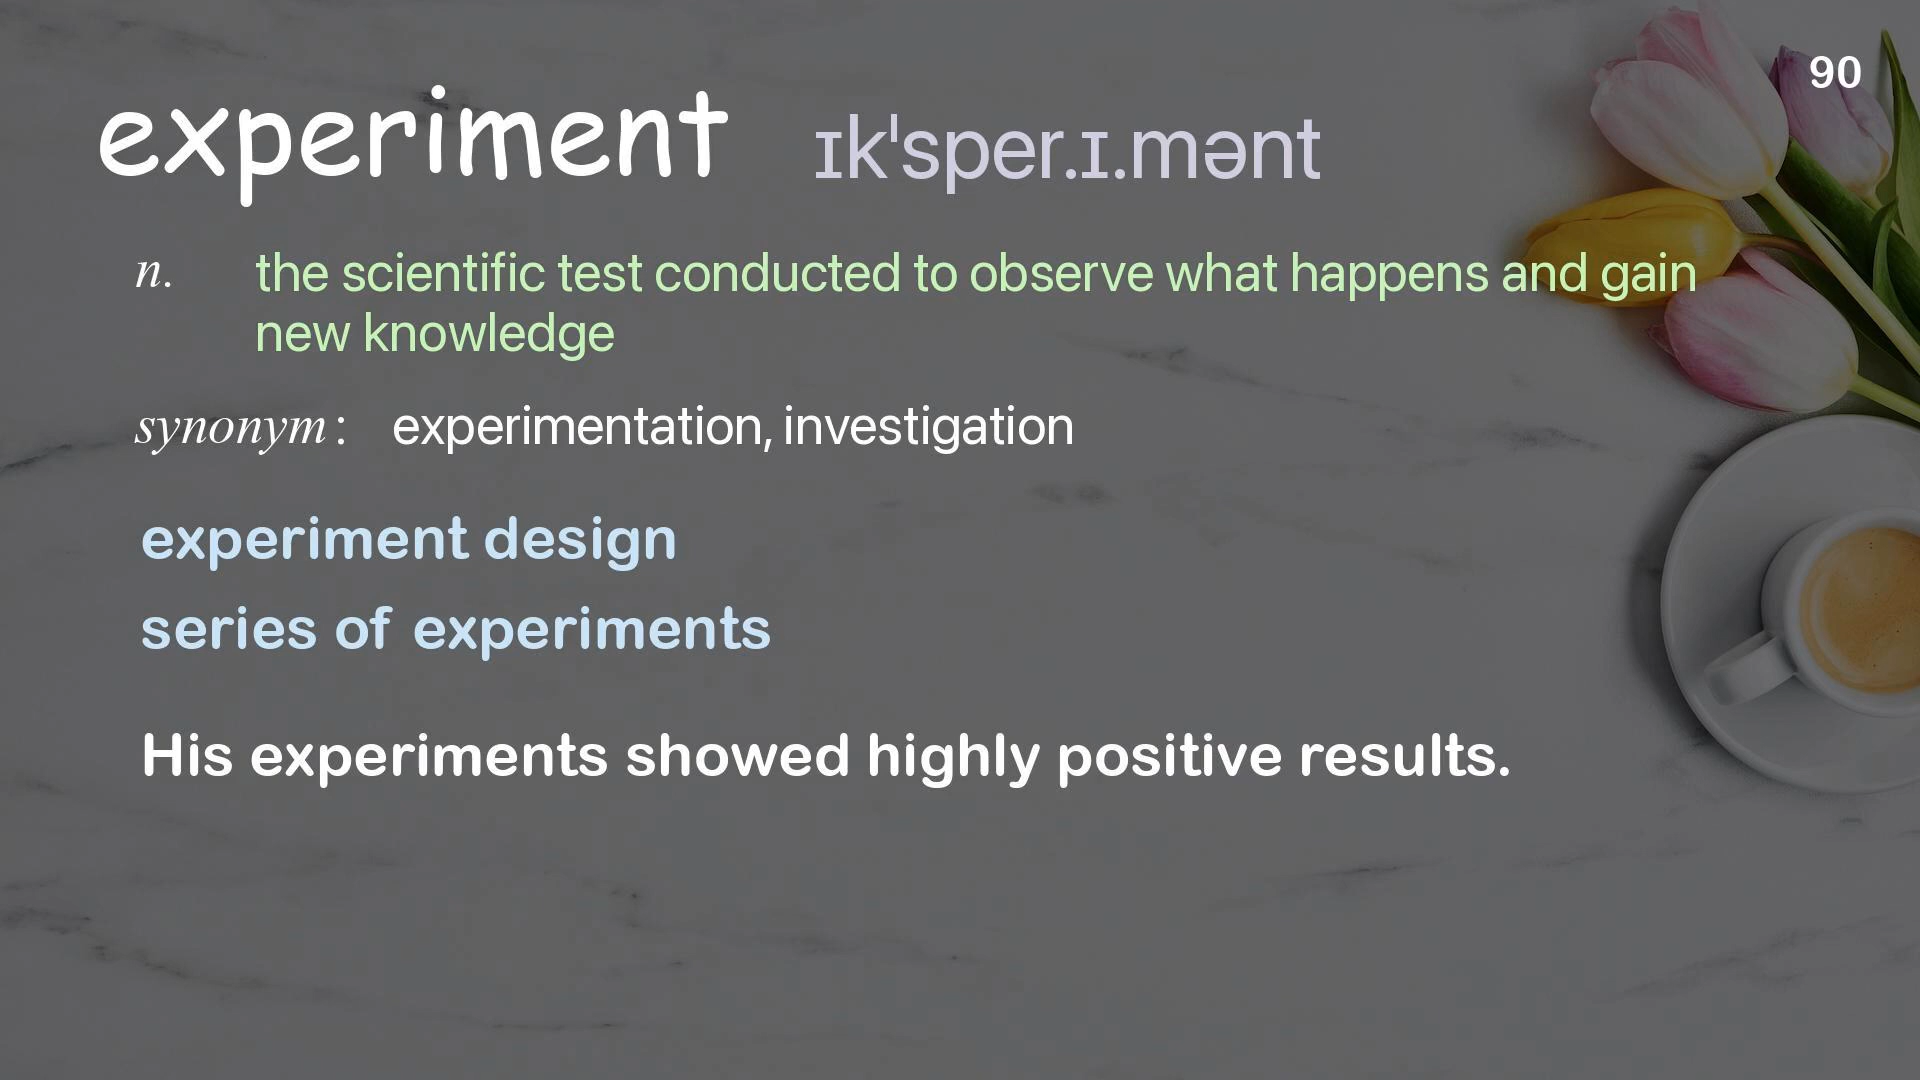 90
experiment ɪkˈsper.ɪ.mənt
n. the scientific test conducted to observe what happens and gain
new knowledge
synonym: experimentation, investigation
experiment design
series of experiments
His experiments showed highly positive results.